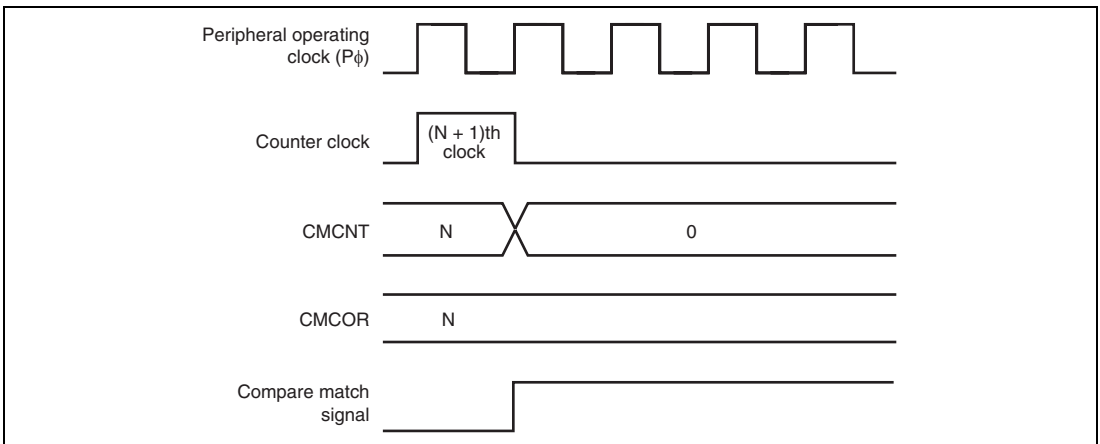 Peripheral operating
clock (Pϕ)
Counter clock
(N + 1)th
clock
CMCNT
N
0
CMCOR
N
Compare match
signal